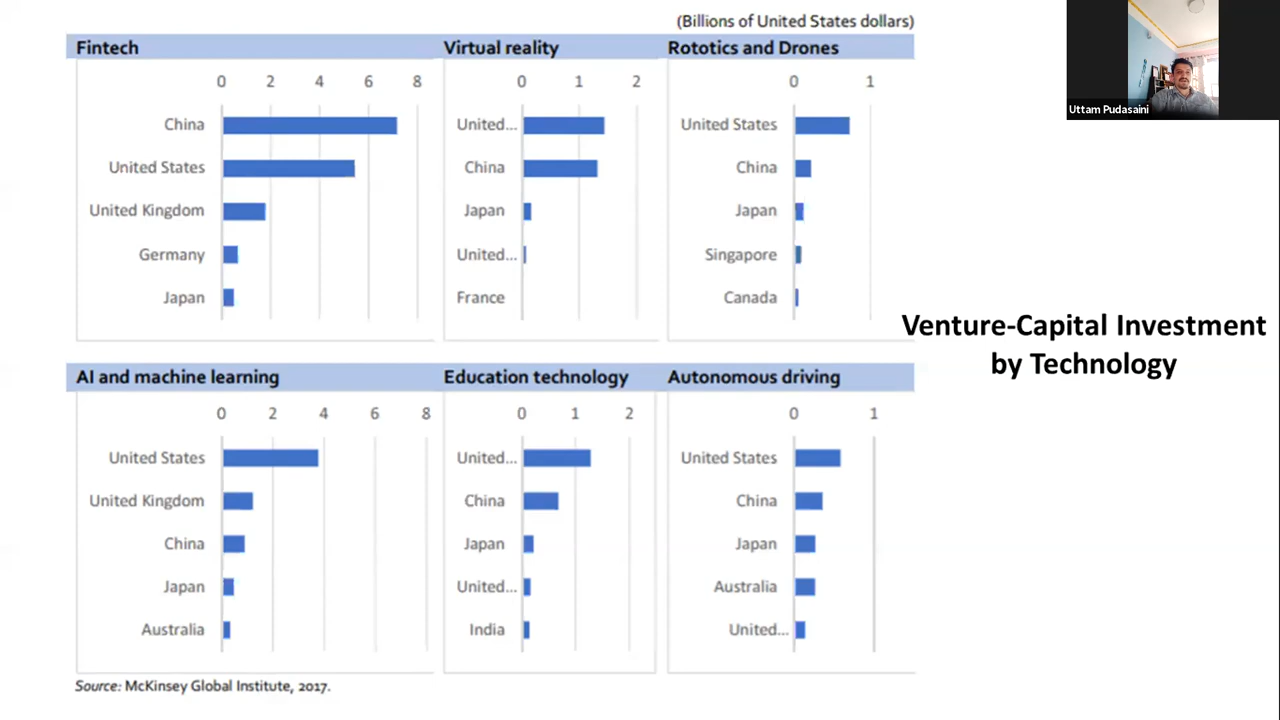 (Billions of United States dollars)
Fintech
0 2 4 6 8
China
United States
United Kingdom
Germany
Japan
Virtual reality
0 1 2
United...
China
Japan
United...
France
Rototics and Drones
0 1
United States
China
Japan
Singapore
Canada
AI and machine learning
0 2 4 6 8
United States
United Kingdom
China
Japan
Australia
Education technology
0 1 2
United...
China
Japan
United...
India
Autonomous driving
0 1
United States
China
Japan
Australia
United...
Source: McKinsey Global Institute, 2017.
Venture-Capital Investment
by Technology
Uttam Pudasaini